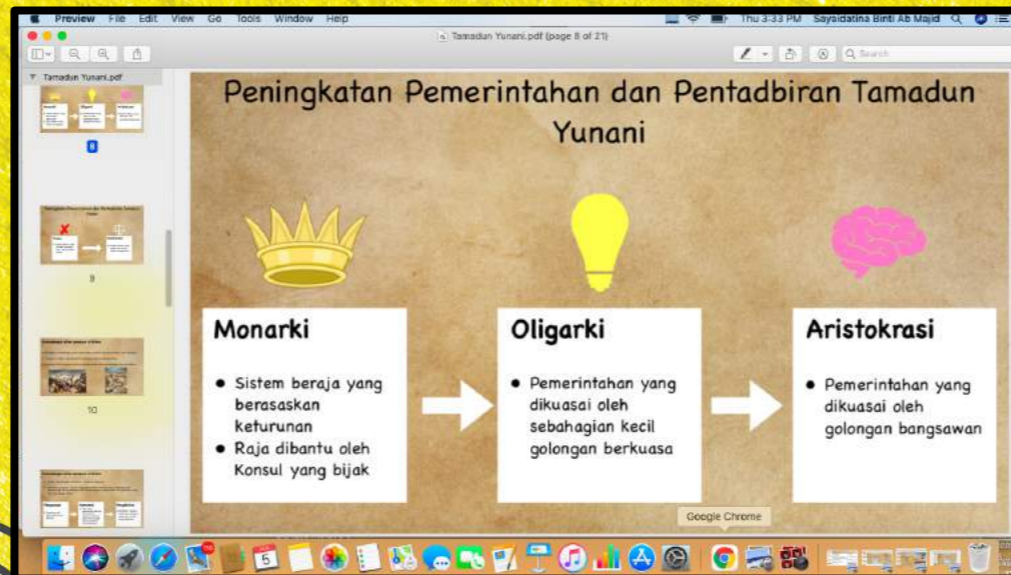 Preview File Edit View Go Tools Window Help
Thu 3:33 PM Sayaidatina Binti Ab Majid
Tamadun Yunani.pdf (page 8 of 21)
Search
Tamadun Yunani.pdf
8
9
10
Peningkatan Pemerintahan dan Pentadbiran Tamadun
Yunani
Monarki
● Sistem beraja yang
berasaskan
keturunan
● Raja dibantu oleh
Konsul yang bijak
Oligarki
● Pemerintahan yang
dikuasai oleh
sebahagian kecil
golongan berkuasa
Aristokrasi
● Pemerintahan yang
dikuasai oleh
golongan bangsawan
Google Chrome
5